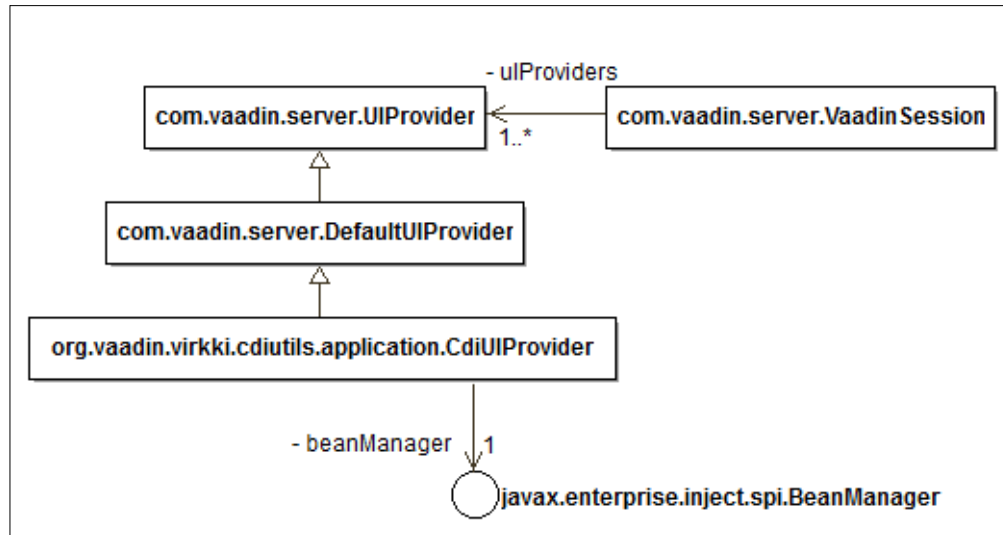 - uIProviders
com.vaadin.server.UIProvider
1..*
com.vaadin.server.VaadinSession
com.vaadin.server.DefaultUIProvider
org.vaadin.virkki.cdiutils.application.CdiUIProvider
- beanManager
1
javax.enterprise.inject.spi.BeanManager